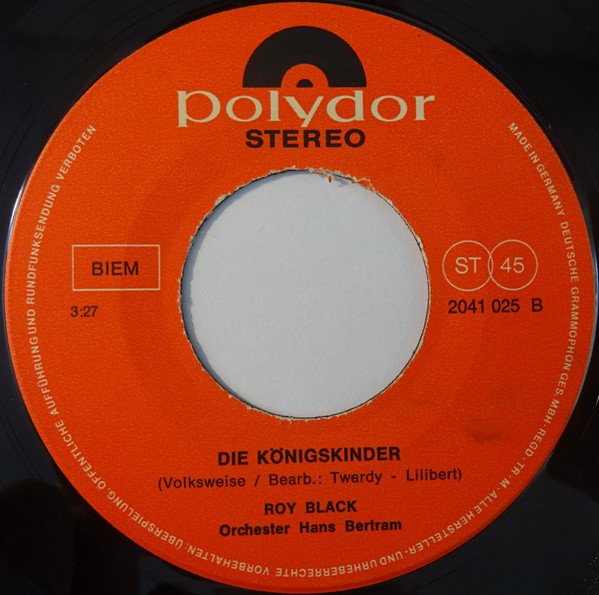 polydor
STEREO
BIEM
ST 45
3:27
2041 025 B
DIE KÖNIGSKINDER
(Volksweise / Bearb.: Twerdy - Lilibert)
ROY BLACK
Orchester Hans Bertram
MADE IN GERMANY DEUTSCHE GRAMMOPHON GES. MBH · REGD. TR. M. ALLE HERSTELLER- UND URHEBERRECHTE VORBEHALTEN · ÜBERSPIELUNG ÖFFENTLICHE AUFFÜHRUNG UND RUNDFUNKSENDUNG VERBOTEN